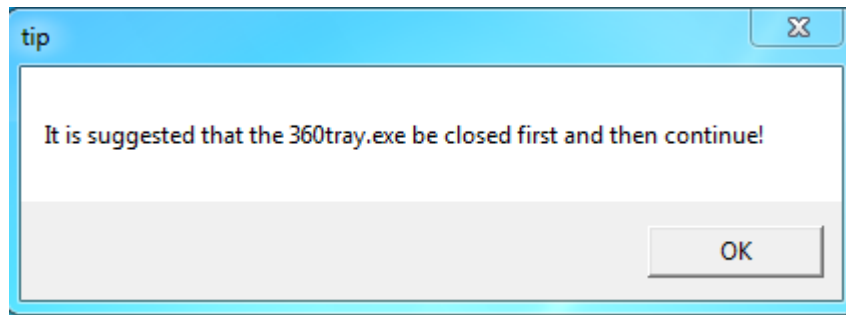 tip
It is suggested that the 360tray.exe be closed first and then continue!
OK